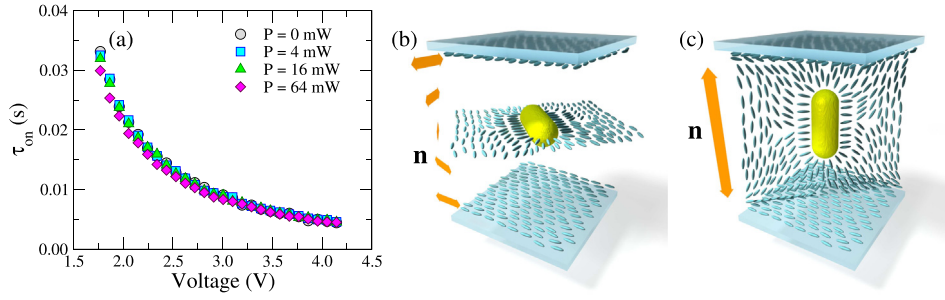 (a)
P = 0 mW
P = 4 mW
P = 16 mW
P = 64 mW
0.04
0.03
0.02
0.01
0.00
τon (s)
1.5 2.0 2.5 3.0 3.5 4.0 4.5
Voltage (V)
(b)
n
(c)
n